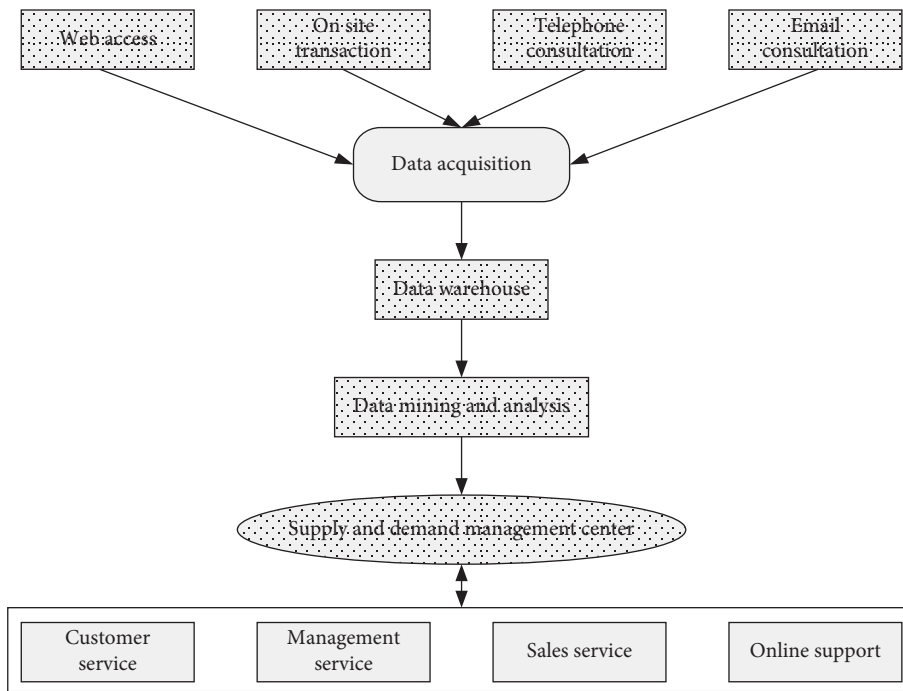 Web access
On site
transaction
Telephone
consultation
Email
consultation
Data acquisition
Data warehouse
Data mining and analysis
Supply and demand management center
Customer
service
Management
service
Sales service
Online support